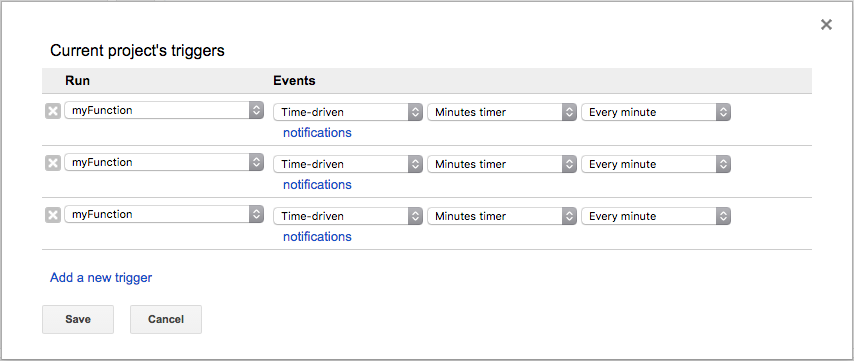 Current project's triggers
Run Events
myFunction Time-driven Minutes timer Every minute
notifications
myFunction Time-driven Minutes timer Every minute
notifications
myFunction Time-driven Minutes timer Every minute
notifications
Add a new trigger
Save Cancel